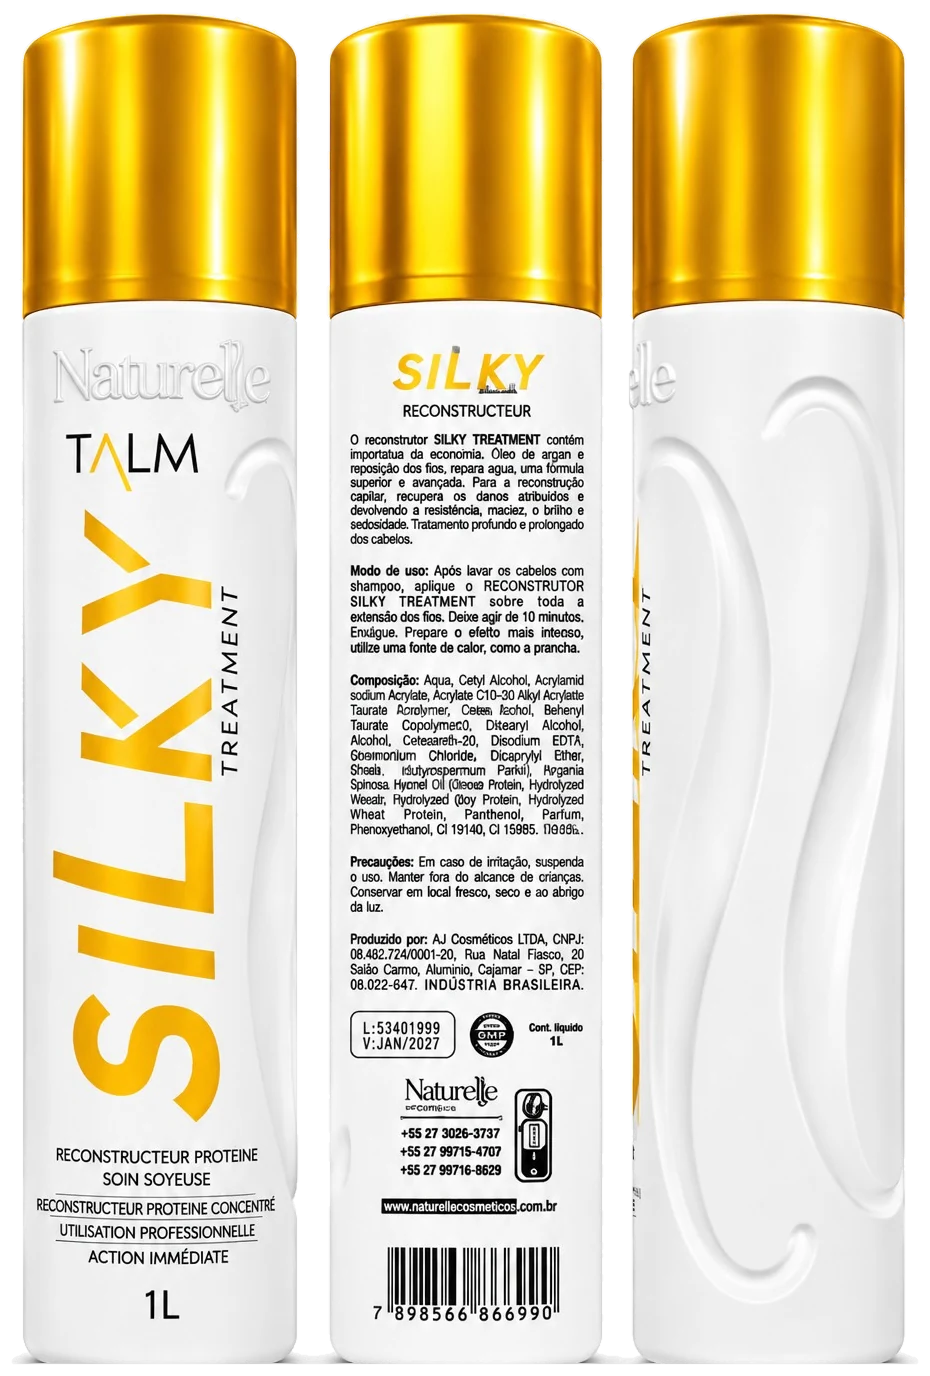 Naturelle
TALM
SILKY
TREATMENT
RECONSTRUCTEUR PROTEINE
SOIN SOYEUSE
RECONSTRUCTEUR PROTEINE CONCENTRÉ
UTILISATION PROFESSIONNELLE
ACTION IMMÉDIATE
1L
SILKY
RECONSTRUCTEUR
O reconstrutor SILKY TREATMENT contém
importatua da economia. Óleo de argan e
reposição dos fios, repara agua, uma fórmula
superior e avançada. Para a reconstrução
capilar, recupera os danos atribuidos e
devolvendo a resistência, maciez, o brilho e
sedosidade. Tratamento profundo e prolongado
dos cabelos.
Modo de uso: Após lavar os cabelos com
shampoo, aplique o RECONSTRUTOR
SILKY TREATMENT sobre toda a
extensão dos fios. Deixe agir de 10 minutos.
Enxágue. Prepare o efetto mais intenso,
utilize uma fonte de calor, como a prancha.
Composição: Aqua, Cetyl Alcohol, Acrylamid
sodium Acrylate, Acrylate C10-30 Alkyl Acryltte
Taurate Behenyl
Taurate Distearyl Alcohol,
Alcohol, Disodium EDTA,
Chloride, Dicaprylyl Ether,
Spinosa Protein, Hydrolyzed
Protein, Hydrolyzed
Wheat Protein, Panthenol, Parfum,
Phenoxyethanol, CI 19140, CI 15985.
Precauções: Em caso de irritação, suspenda
o uso. Manter fora do alcance de crianças.
Conservar em local fresco, seco e ao abrigo
da luz.
Produzido por: AJ Cosméticos LTDA, CNPJ:
08.482.724/0001-20, Rua Natal Fiasco, 20
Salão Carmo, Aluminio, Cajamar – SP, CEP:
08.022-647. INDÚSTRIA BRASILEIRA.
L:53401999
V:JAN/2027
GMP
Cont. liquido
1L
Naturelle
+55 27 3026-3737
+55 27 99715-4707
+55 27 99716-8629
www.naturellecosmeticos.com.br
7 898566 866990
elle
TREATMENT